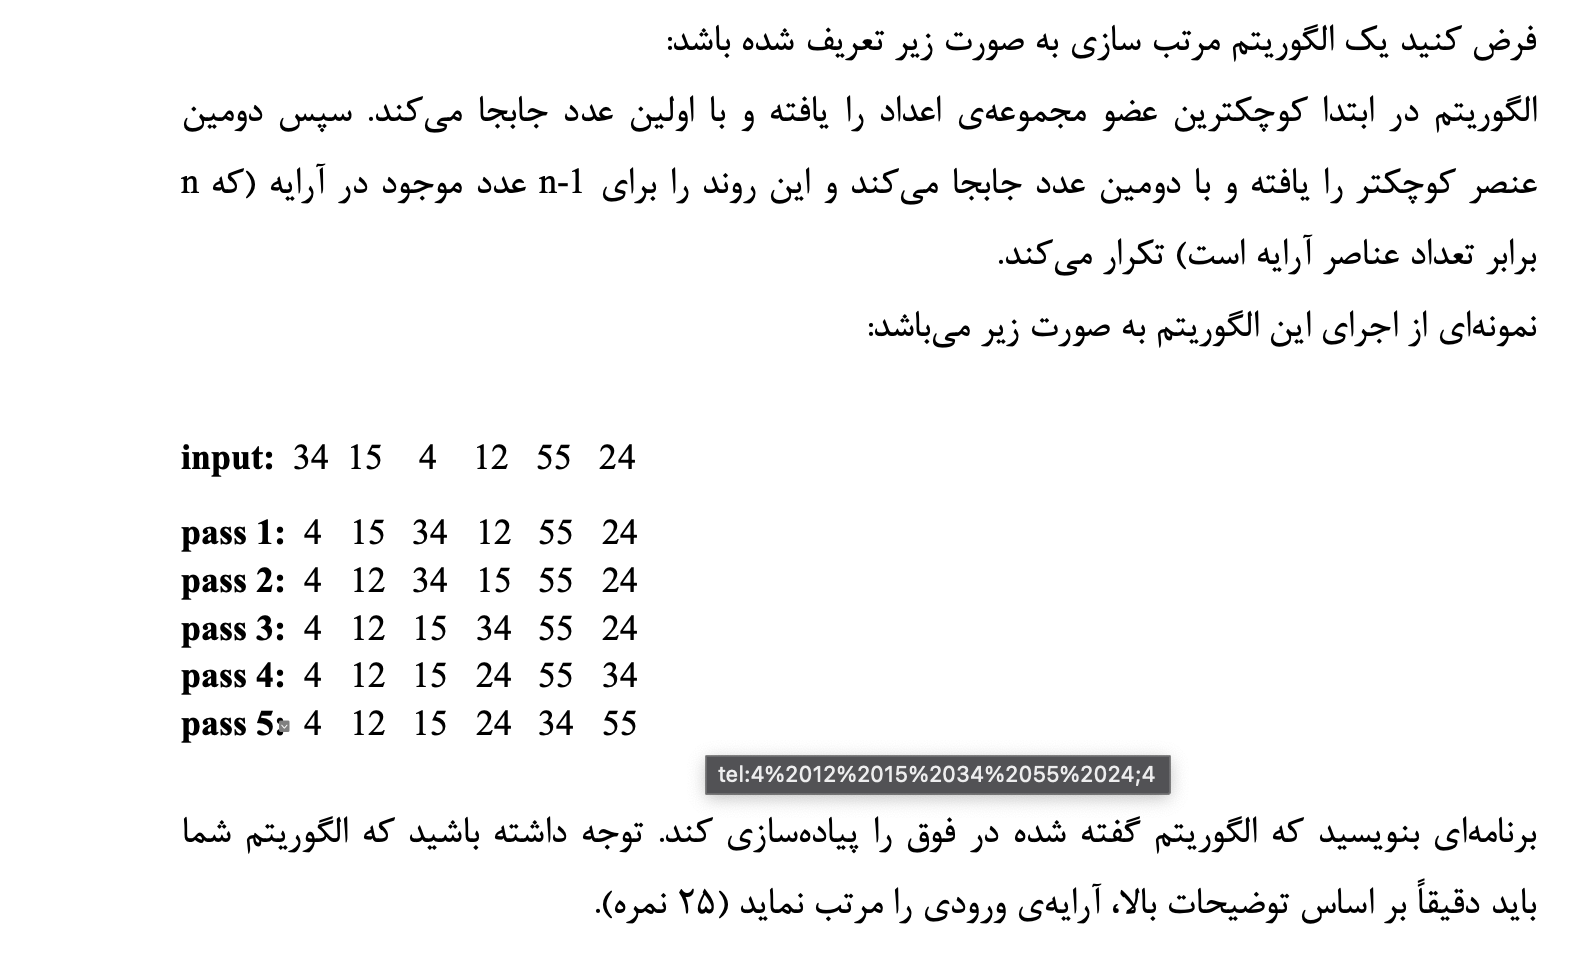 فرض کنید یک الگوریتم مرتب سازی به صورت زیر تعریف شده باشد:
الگوریتم در ابتدا کوچکترین عضو مجموعه‌ی اعداد را یافته و با اولین عدد جابجا می‌کند. سپس دومین
عنصر کوچکتر را یافته و با دومین عدد جابجا می‌کند و این روند را برای n-1 عدد موجود در آرایه (که n
برابر تعداد عناصر آرایه است) تکرار می‌کند.
نمونه‌ای از اجرای این الگوریتم به صورت زیر می‌باشد:
input: 34 15 4 12 55 24
pass 1: 4 15 34 12 55 24
pass 2: 4 12 34 15 55 24
pass 3: 4 12 15 34 55 24
pass 4: 4 12 15 24 55 34
pass 5: 4 12 15 24 34 55
tel:4%2012%2015%2034%2055%2024;4
برنامه‌ای بنویسید که الگوریتم گفته شده در فوق را پیاده‌سازی کند. توجه داشته باشید که الگوریتم شما
باید دقیقاً بر اساس توضیحات بالا، آرایه‌ی ورودی را مرتب نماید (۲۵ نمره).